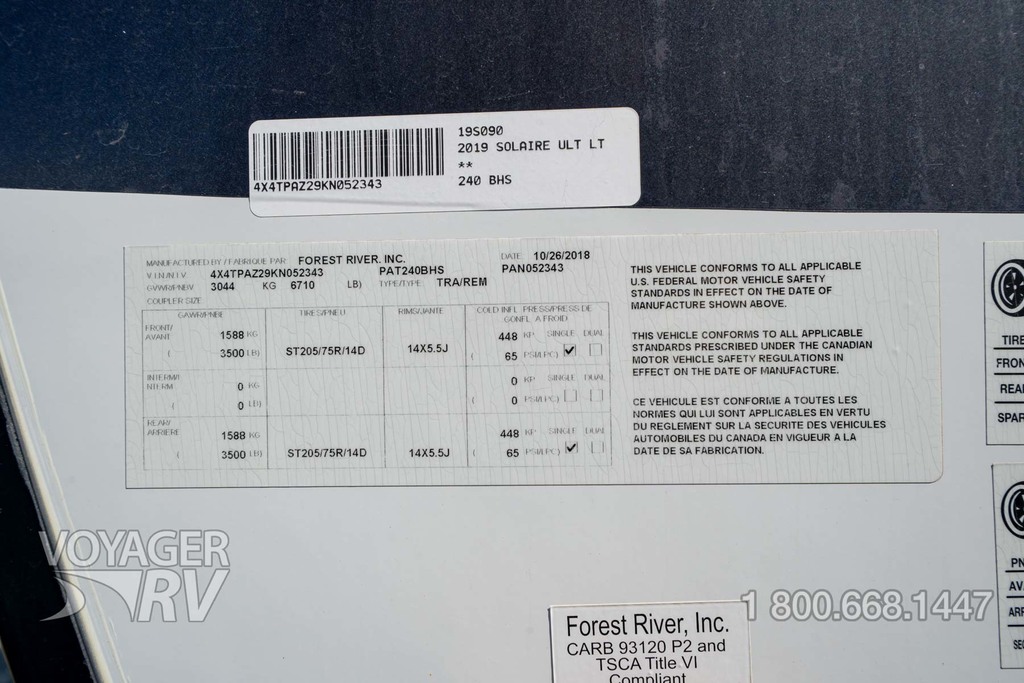 19S090
2019 SOLAIRE ULT LT
**
240 BHS
4X4TPAZ29KN052343
MANUFACTURED BY / FABRIQUE PAR FOREST RIVER, INC. DATE 10/26/2018
V.I.N/N.I.V. 4X4TPAZ29KN052343 PAT240BHS PAN052343
GVWR/PNBV 3044 KG 6710 LB) TYPE/TYPE: TRA/REM
COUPLER SIZE
GAWR/PNBE TIRES/PNEU RIMS/JANTE COLD INFL. PRESS/PRESS DE GONFL. A FROID
FRONT/AVANT 1588 KG 448 KP SINGLE DUAL
( 3500 LB) ST205/75R/14D 14X5.5J ( 65 PSI/LPC)
INTERM/INTERM 0 KG 0 KP SINGLE DUAL
( 0 LB) ( 0 PSI/LPC)
REAR/ARRIERE 1588 KG 448 KP SINGLE DUAL
( 3500 LB) ST205/75R/14D 14X5.5J ( 65 PSI/LPC)
THIS VEHICLE CONFORMS TO ALL APPLICABLE
U.S. FEDERAL MOTOR VEHICLE SAFETY
STANDARDS IN EFFECT ON THE DATE OF
MANUFACTURE SHOWN ABOVE.
THIS VEHICLE CONFORMS TO ALL APPLICABLE
STANDARDS PRESCRIBED UNDER THE CANADIAN
MOTOR VEHICLE SAFETY REGULATIONS IN
EFFECT ON THE DATE OF MANUFACTURE.
CE VEHICULE EST CONFORME A TOUTES LES
NORMES QUI LUI SONT APPLICABLES EN VERTU
DU REGLEMENT SUR LA SECURITE DES VEHICULES
AUTOMOBILES DU CANADA EN VIGUEUR A LA
DATE DE SA FABRICATION.
TIRE
FRON
REA
SPAR
PN
AV
ARR
SEC
VOYAGER
RV
1 800.668.1447
Forest River, Inc.
CARB 93120 P2 and
TSCA Title VI
Compliant